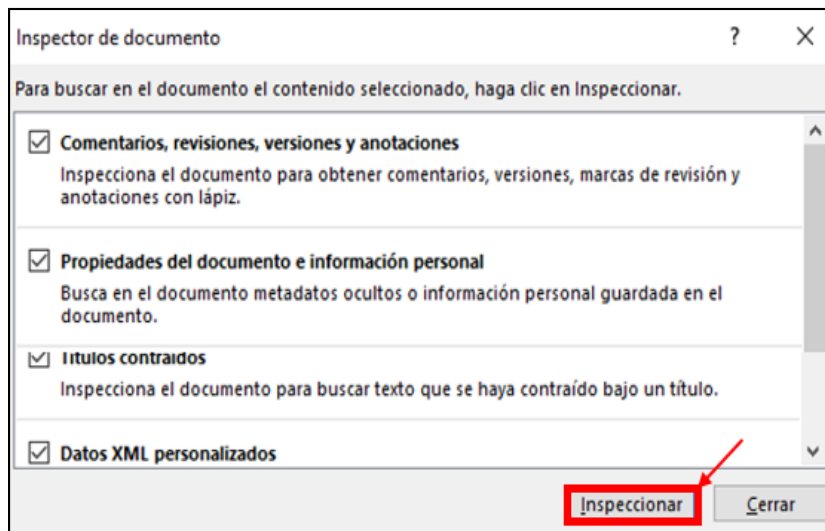 Inspector de documento ?
Para buscar en el documento el contenido seleccionado, haga clic en Inspeccionar.
Comentarios, revisiones, versiones y anotaciones
Inspecciona el documento para obtener comentarios, versiones, marcas de revisión y
anotaciones con lápiz.
Propiedades del documento e información personal
Busca en el documento metadatos ocultos o información personal guardada en el
documento.
Títulos contraídos
Inspecciona el documento para buscar texto que se haya contraído bajo un título.
Datos XML personalizados
Inspeccionar Cerrar